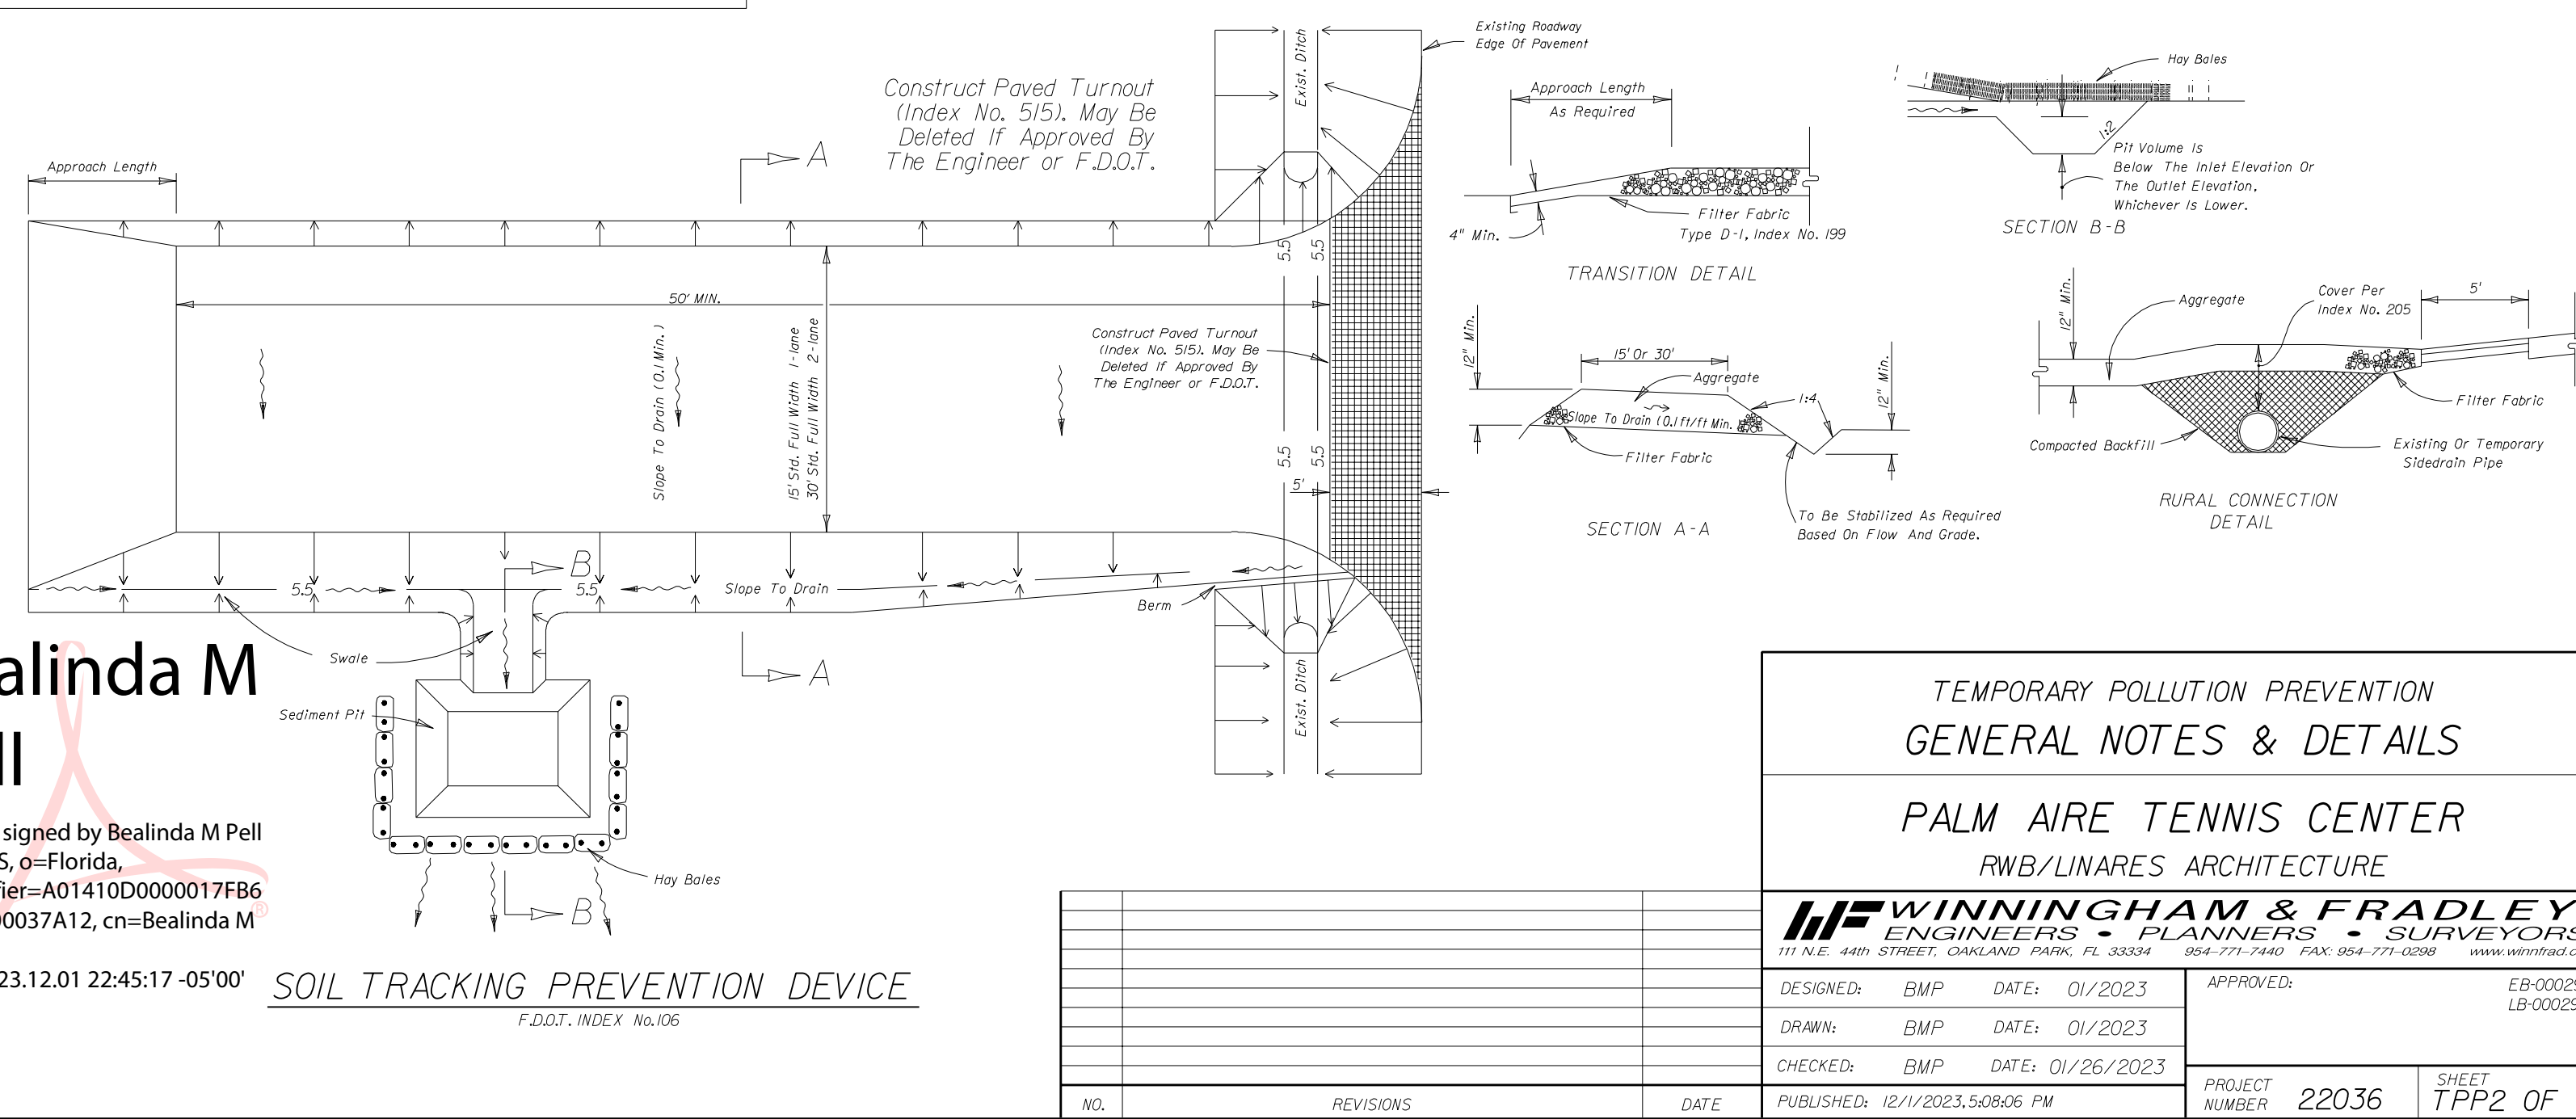 Construct Paved Turnout
(Index No. 515). May Be
Deleted If Approved By
The Engineer or F.D.O.T.
Approach Length
A
Exist. Ditch
Existing Roadway
Edge Of Pavement
50' MIN.
Slope To Drain (0.1 Min.)
15' Std. Full Width 1-lane
30' Std. Full Width 2-lane
Construct Paved Turnout
(Index No. 515). May Be
Deleted If Approved By
The Engineer or F.D.O.T.
5.5
5.5
5.5
5.5
5'
B
5.5
5.5
Slope To Drain
Berm
Swale
A
Exist. Ditch
Sediment Pit
Hay Bales
B
SOIL TRACKING PREVENTION DEVICE
F.D.O.T. INDEX No.106
Approach Length
As Required
4" Min.
Filter Fabric
Type D-1, Index No. 199
TRANSITION DETAIL
Hay Bales
1:2
Pit Volume Is
Below The Inlet Elevation Or
The Outlet Elevation,
Whichever Is Lower.
SECTION B-B
12" Min.
15' Or 30'
Aggregate
1:4
12" Min.
Slope To Drain (0.1ft/ft Min.
Filter Fabric
To Be Stabilized As Required
Based On Flow And Grade.
SECTION A-A
12" Min.
Aggregate
Cover Per
Index No. 205
5'
Filter Fabric
Compacted Backfill
Existing Or Temporary
Sidedrain Pipe
RURAL CONNECTION
DETAIL
alinda M
ll
signed by Bealinda M Pell
S, o=Florida,
fier=A01410D0000017FB6
00037A12, cn=Bealinda M
23.12.01 22:45:17 -05'00'
®
TEMPORARY POLLUTION PREVENTION
GENERAL NOTES & DETAILS
PALM AIRE TENNIS CENTER
RWB/LINARES ARCHITECTURE
WF WINNINGHAM & FRADLEY
ENGINEERS • PLANNERS • SURVEYORS
111 N.E. 44th STREET, OAKLAND PARK, FL 33334 954-771-7440 FAX: 954-771-0298 www.winnfrad.c
DESIGNED: BMP DATE: 01/2023
DRAWN: BMP DATE: 01/2023
CHECKED: BMP DATE: 01/26/2023
PUBLISHED: 12/1/2023,5:08:06 PM
APPROVED:
EB-00029
LB-00029
PROJECT
NUMBER 22036
SHEET
TPP2 OF
NO. REVISIONS DATE